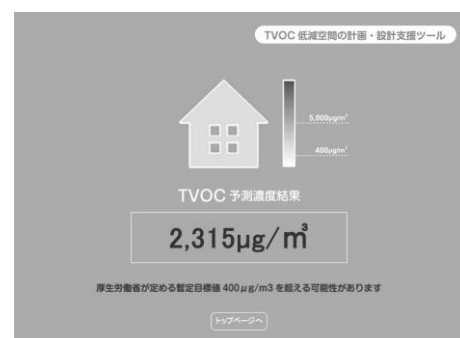 TVOC 低減空間の計画・設計支援ツール
5,000μg/m³
400μg/m³
TVOC 予測濃度結果
2,315μg/㎥
厚生労働省が定める暫定目標値 400μg/m3 を超える可能性があります
トップページへ